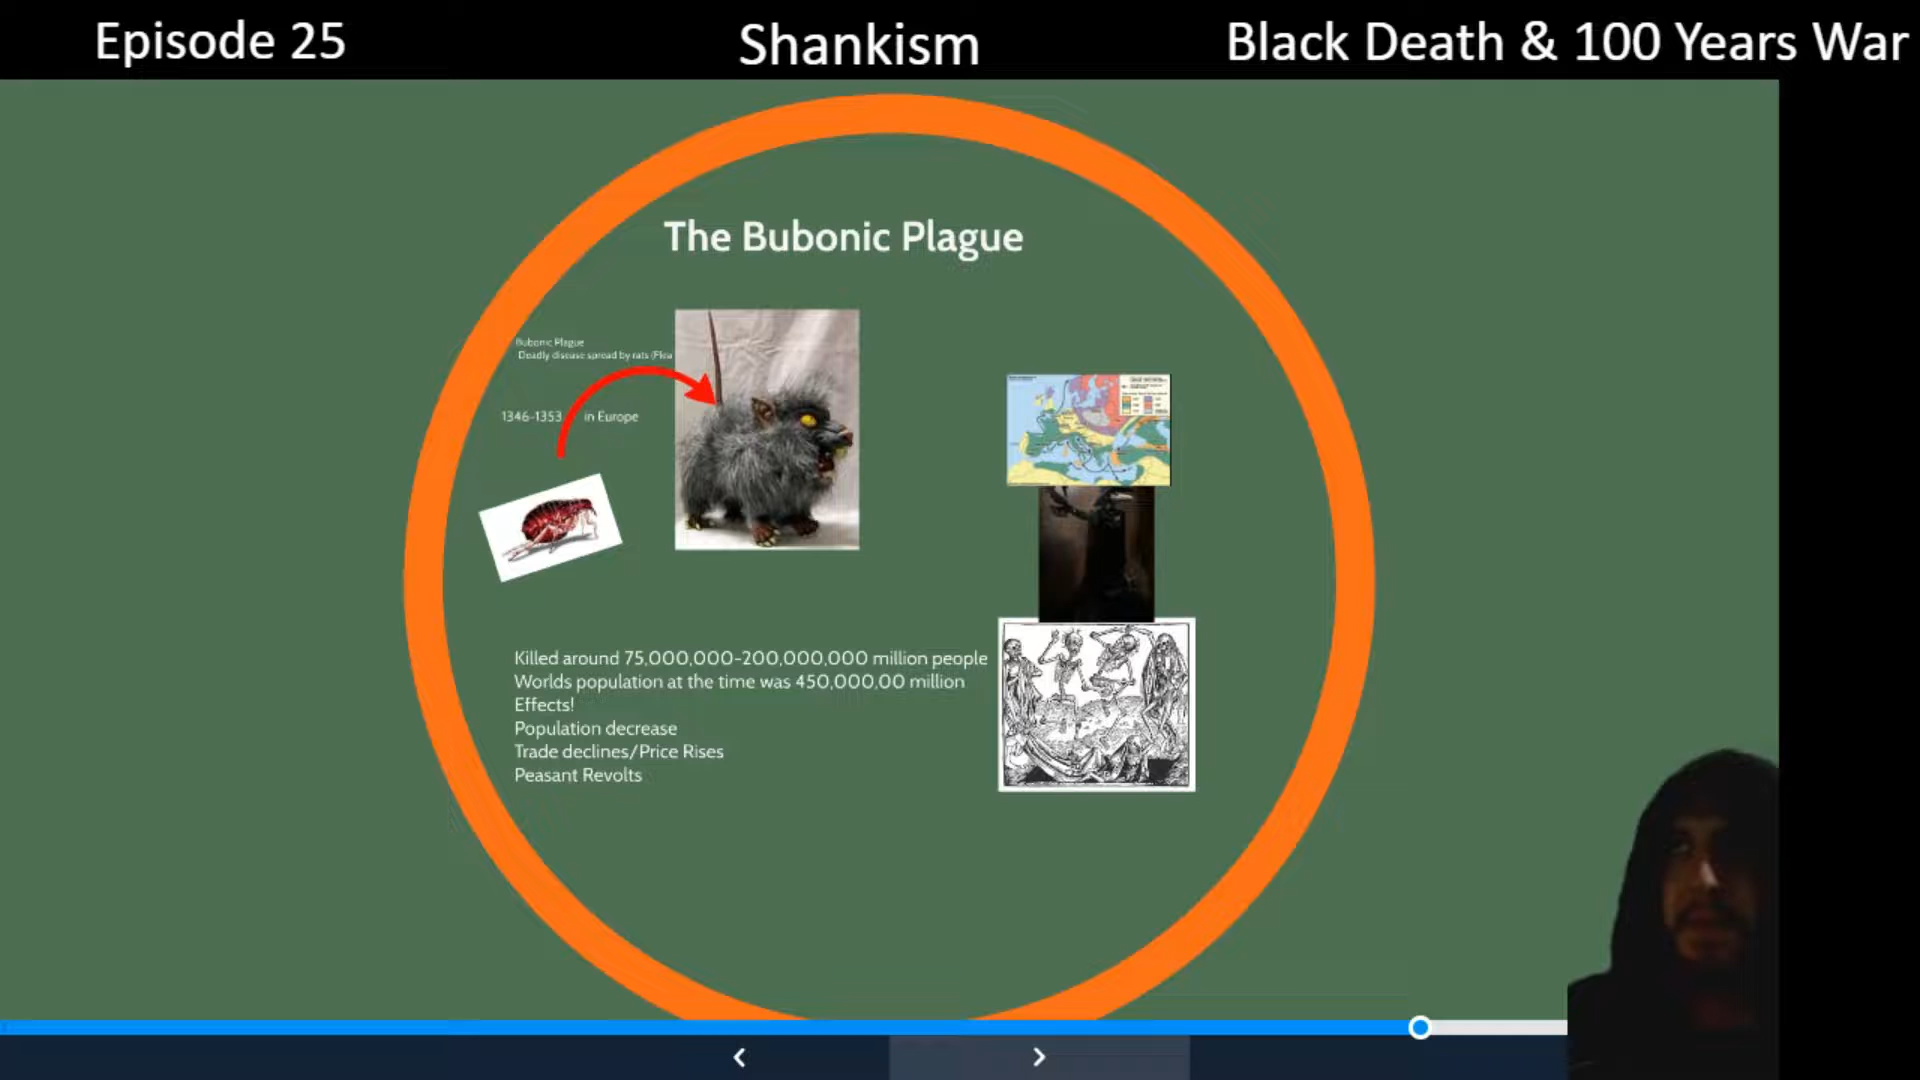 Episode 25
Shankism
Black Death & 100 Years War
The Bubonic Plague
Bubonic Plague
Deadly disease spread by rats (Flea
1346-1353
in Europe
Killed around 75,000,000-200,000,000 million people
Worlds population at the time was 450,000,00 million
Effects!
Population decrease
Trade declines/Price Rises
Peasant Revolts